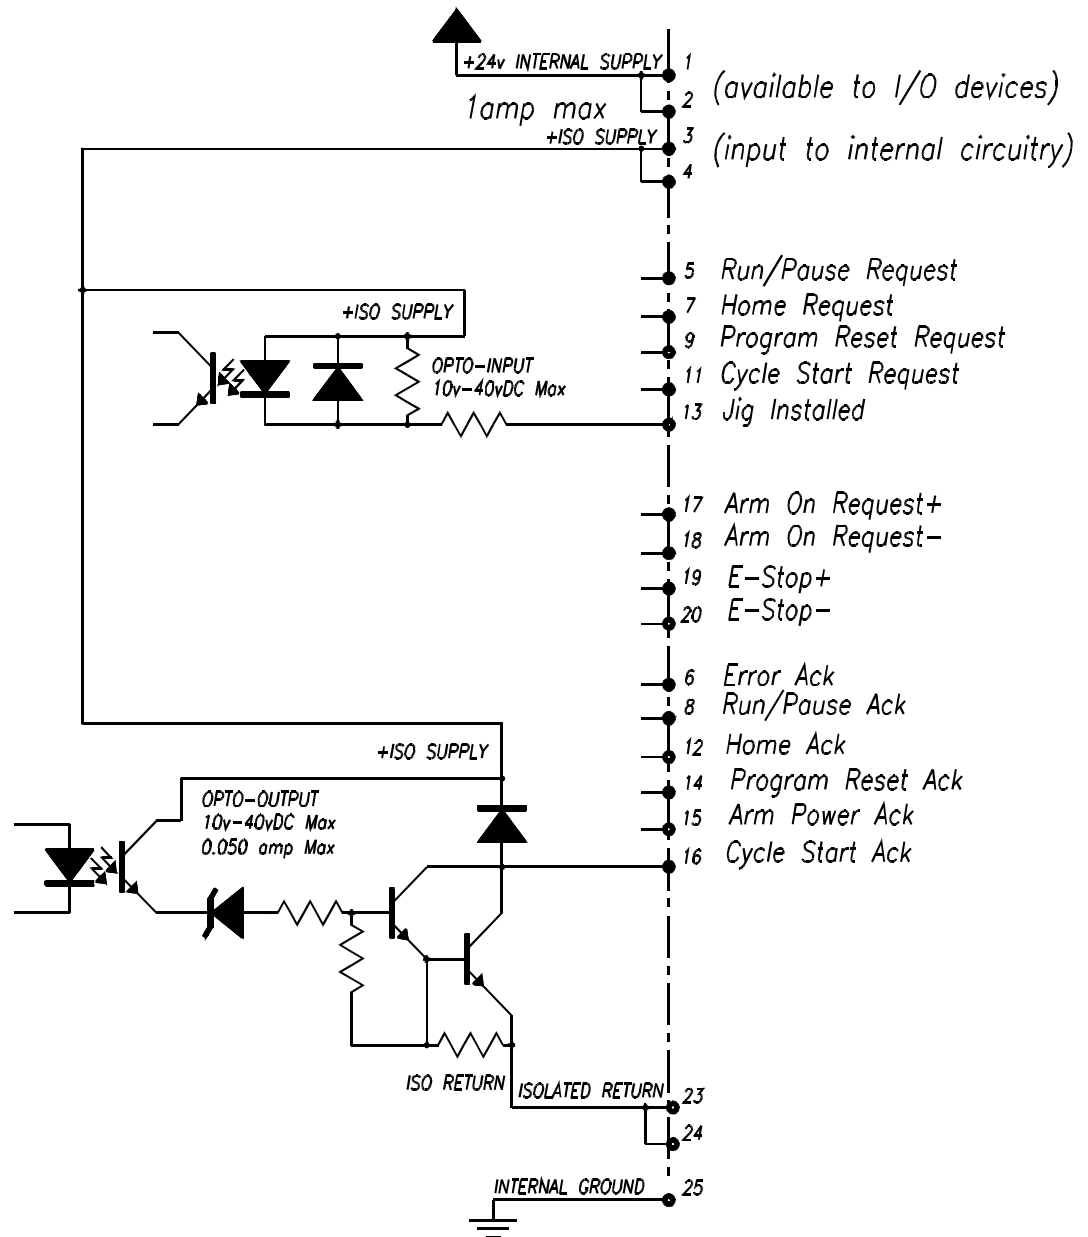 +24v INTERNAL SUPPLY 1
(available to I/O devices)
1amp max 2
+ISO SUPPLY 3
(input to internal circuitry)
4
5 Run/Pause Request
+ISO SUPPLY 7 Home Request
9 Program Reset Request
OPTO-INPUT
10v-40vDC Max
11 Cycle Start Request
13 Jig Installed
17 Arm On Request+
18 Arm On Request-
19 E-Stop+
20 E-Stop-
6 Error Ack
8 Run/Pause Ack
+ISO SUPPLY 12 Home Ack
14 Program Reset Ack
OPTO-OUTPUT
10v-40vDC Max
0.050 amp Max
15 Arm Power Ack
16 Cycle Start Ack
ISO RETURN
ISOLATED RETURN 23
24
INTERNAL GROUND 25